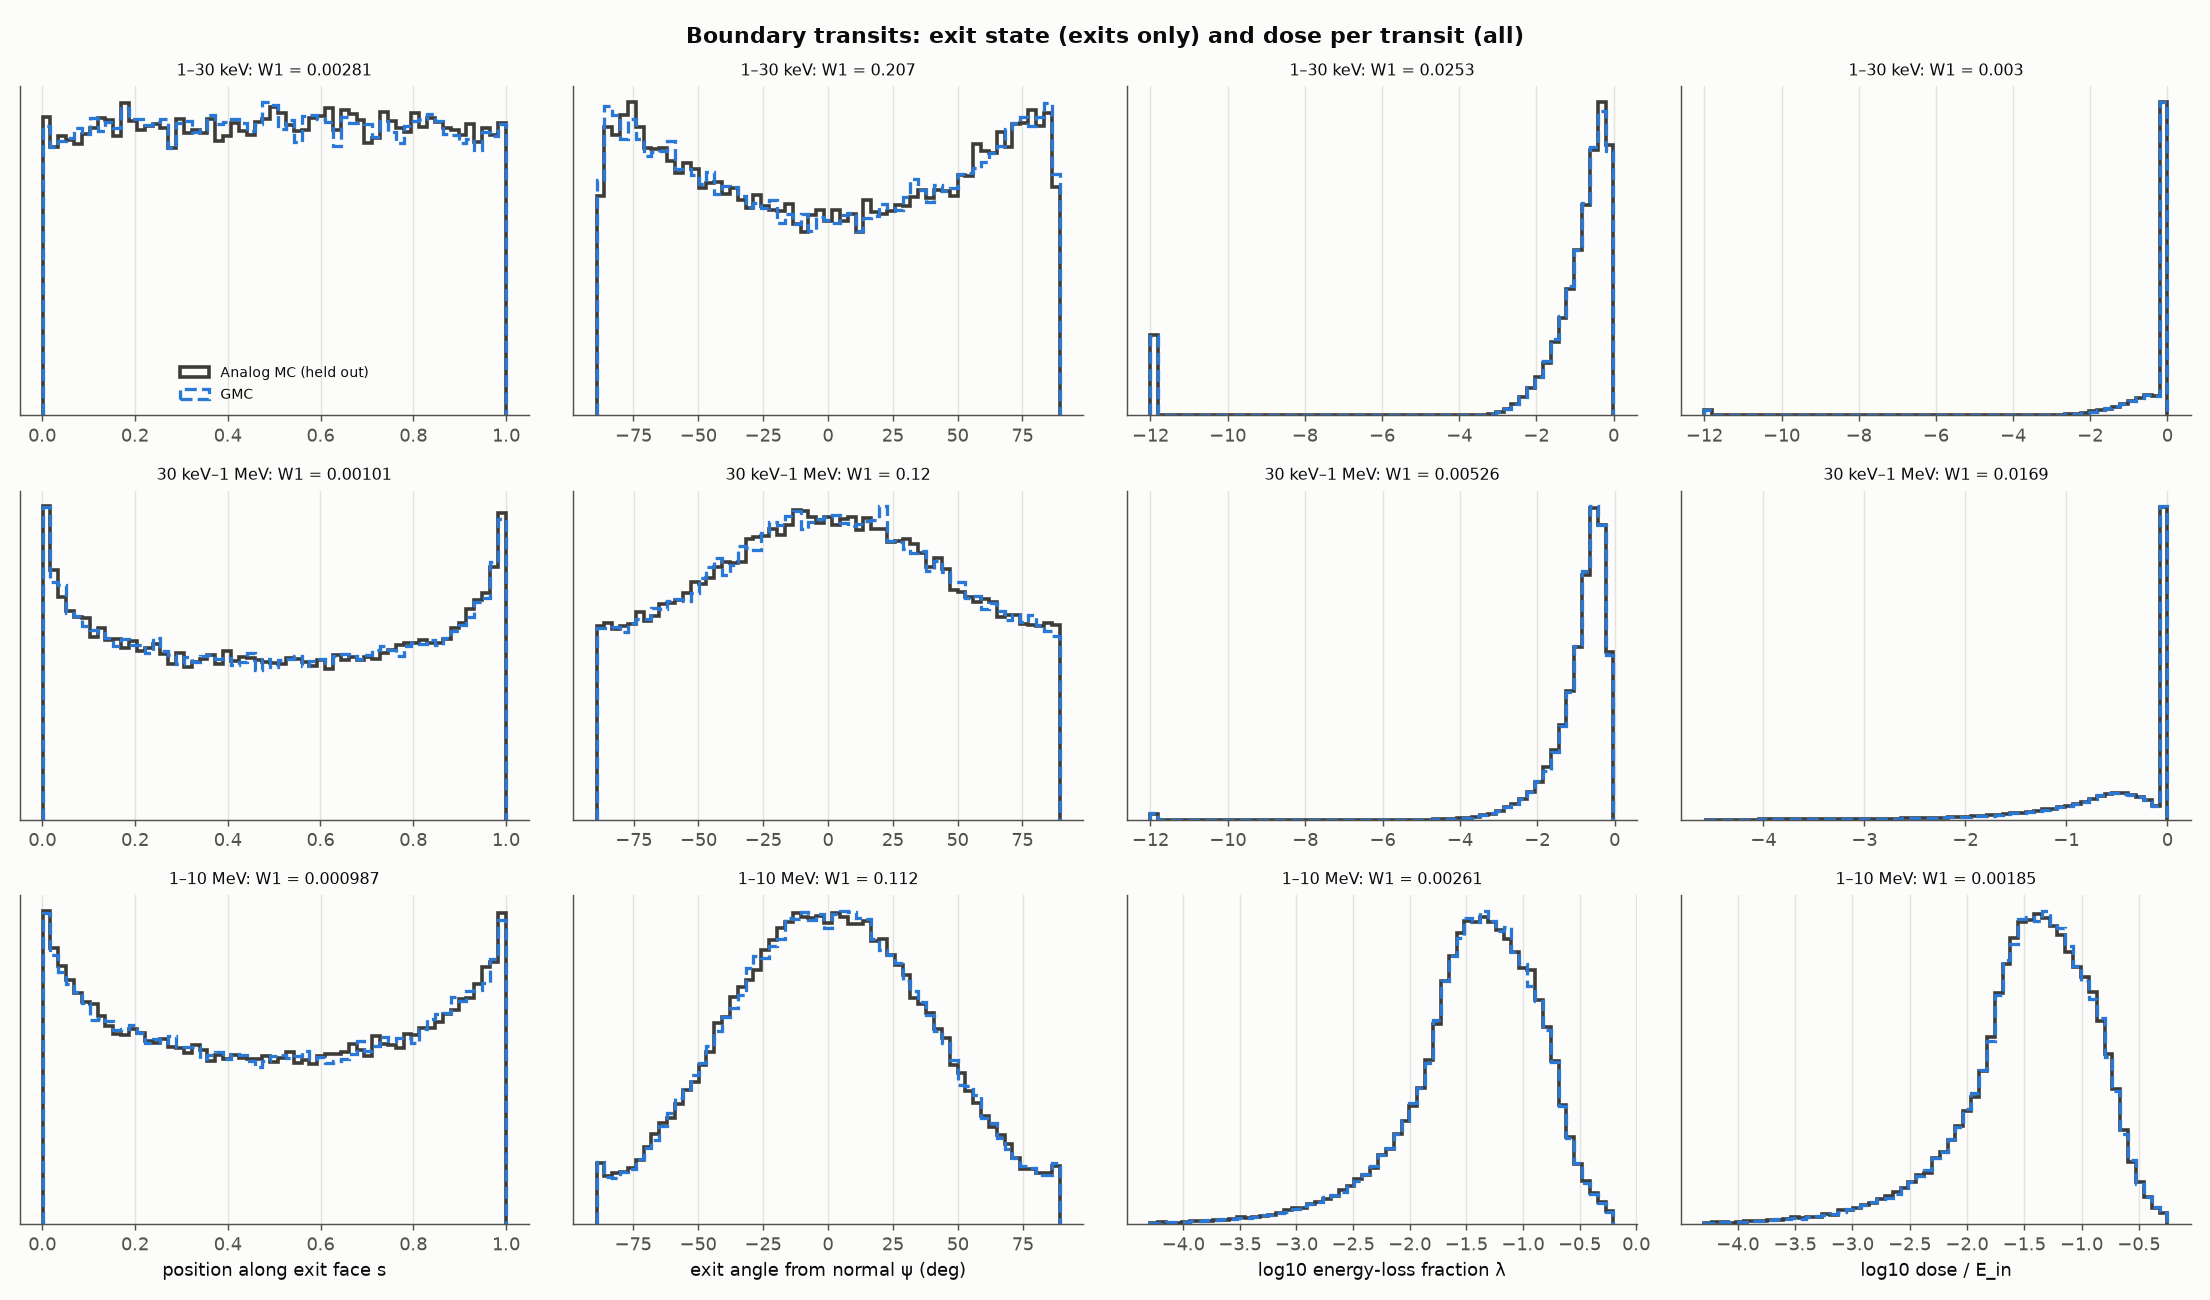 Boundary transits: exit state (exits only) and dose per transit (all)
1–30 keV: W1 = 0.00281
1–30 keV: W1 = 0.207
1–30 keV: W1 = 0.0253
1–30 keV: W1 = 0.003
Analog MC (held out)
GMC
0.0 0.2 0.4 0.6 0.8 1.0
−75 −50 −25 0 25 50 75
−12 −10 −8 −6 −4 −2 0
−12 −10 −8 −6 −4 −2 0
30 keV–1 MeV: W1 = 0.00101
30 keV–1 MeV: W1 = 0.12
30 keV–1 MeV: W1 = 0.00526
30 keV–1 MeV: W1 = 0.0169
0.0 0.2 0.4 0.6 0.8 1.0
−75 −50 −25 0 25 50 75
−12 −10 −8 −6 −4 −2 0
−4 −3 −2 −1 0
1–10 MeV: W1 = 0.000987
1–10 MeV: W1 = 0.112
1–10 MeV: W1 = 0.00261
1–10 MeV: W1 = 0.00185
0.0 0.2 0.4 0.6 0.8 1.0
−75 −50 −25 0 25 50 75
−4.0 −3.5 −3.0 −2.5 −2.0 −1.5 −1.0 −0.5 0.0
−4.0 −3.5 −3.0 −2.5 −2.0 −1.5 −1.0 −0.5
position along exit face s
exit angle from normal ψ (deg)
log10 energy-loss fraction λ
log10 dose / E_in